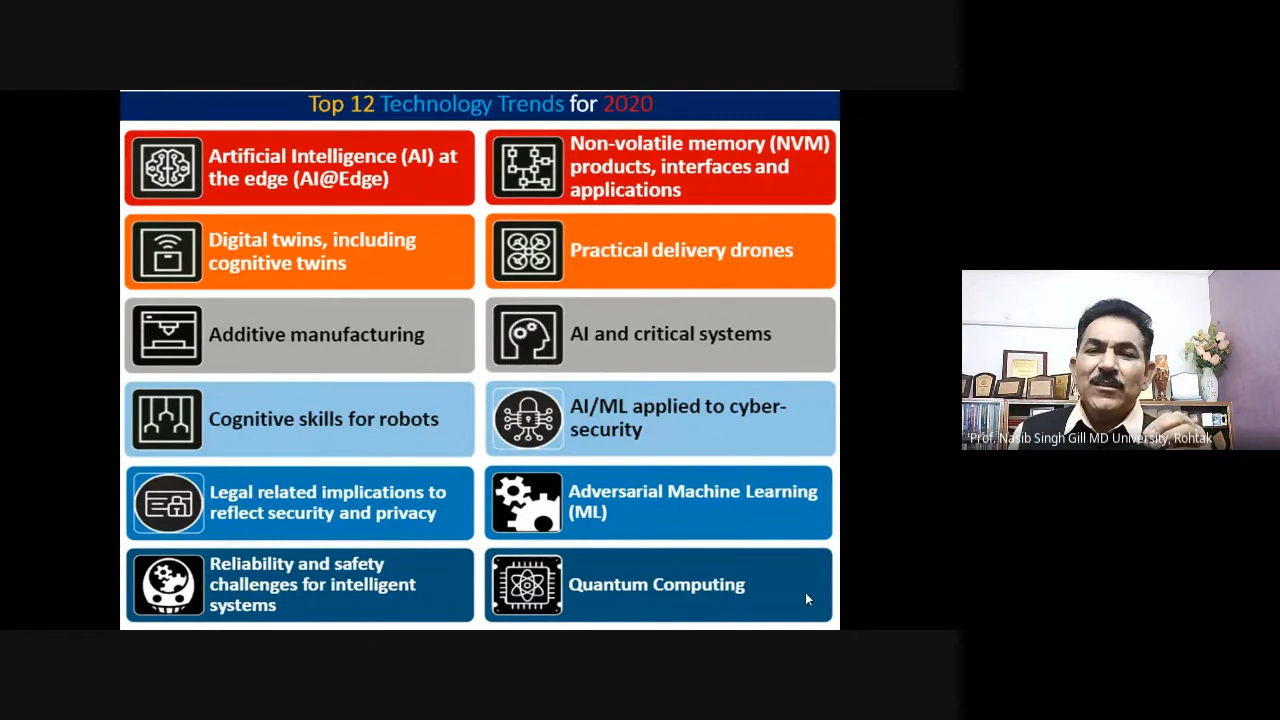 Top 12 Technology Trends for 2020
Artificial Intelligence (AI) at
the edge (AI@Edge)
Non-volatile memory (NVM)
products, interfaces and
applications
Digital twins, including
cognitive twins
Practical delivery drones
Additive manufacturing
AI and critical systems
Cognitive skills for robots
AI/ML applied to cyber-
security
Legal related implications to
reflect security and privacy
Adversarial Machine Learning
(ML)
Reliability and safety
challenges for intelligent
systems
Quantum Computing
'Prof. Nasib Singh Gill MD University, Rohtak